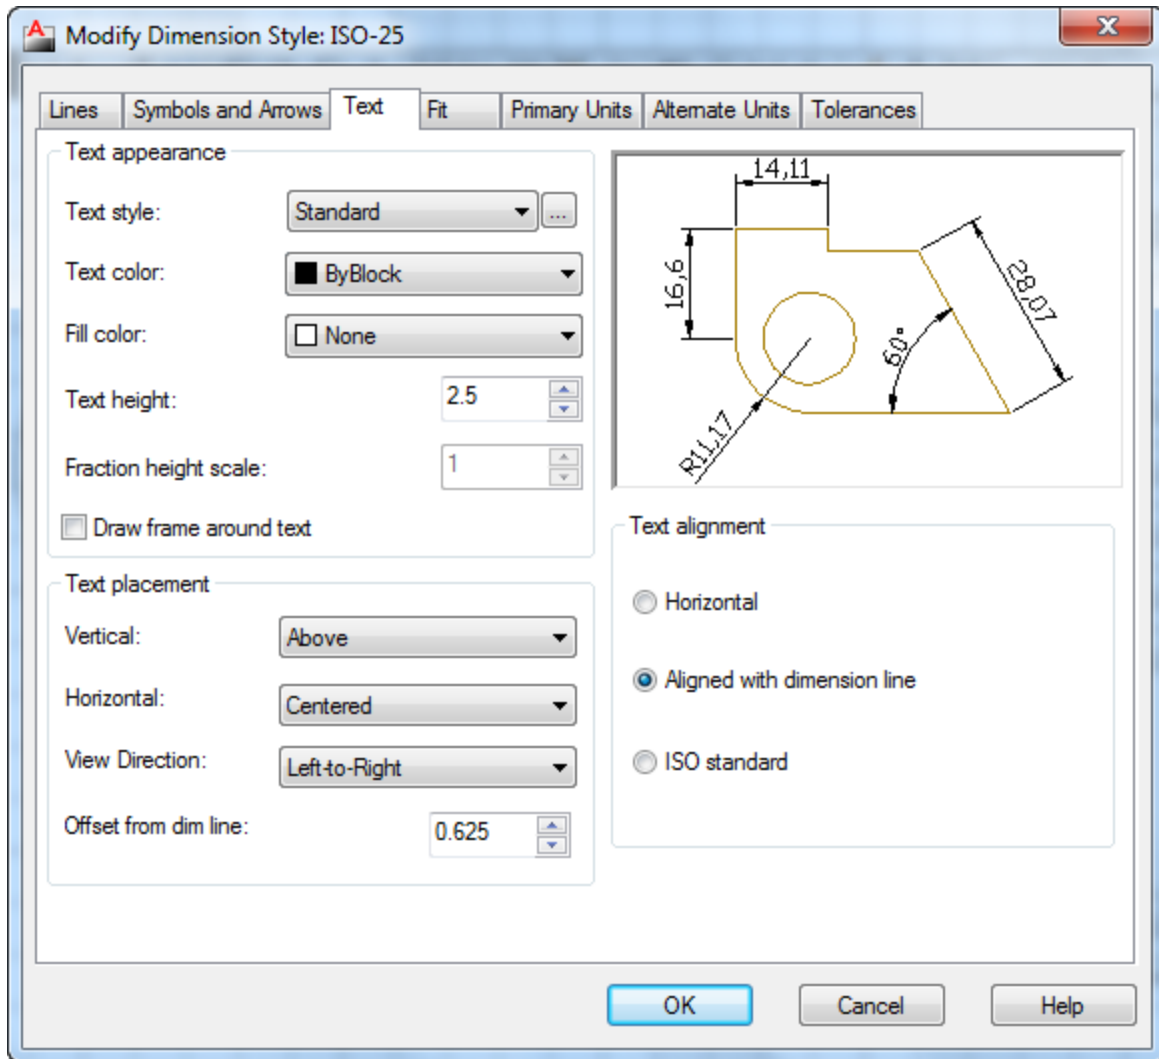 Modify Dimension Style: ISO-25
Lines Symbols and Arrows Text Fit Primary Units Alternate Units Tolerances
Text appearance
Text style: Standard ...
Text color: ByBlock
Fill color: None
Text height: 2.5
Fraction height scale: 1
Draw frame around text
Text placement
Vertical: Above
Horizontal: Centered
View Direction: Left-to-Right
Offset from dim line: 0.625
14,11
16,6
28,07
60°
R11,17
Text alignment
Horizontal
Aligned with dimension line
ISO standard
OK Cancel Help